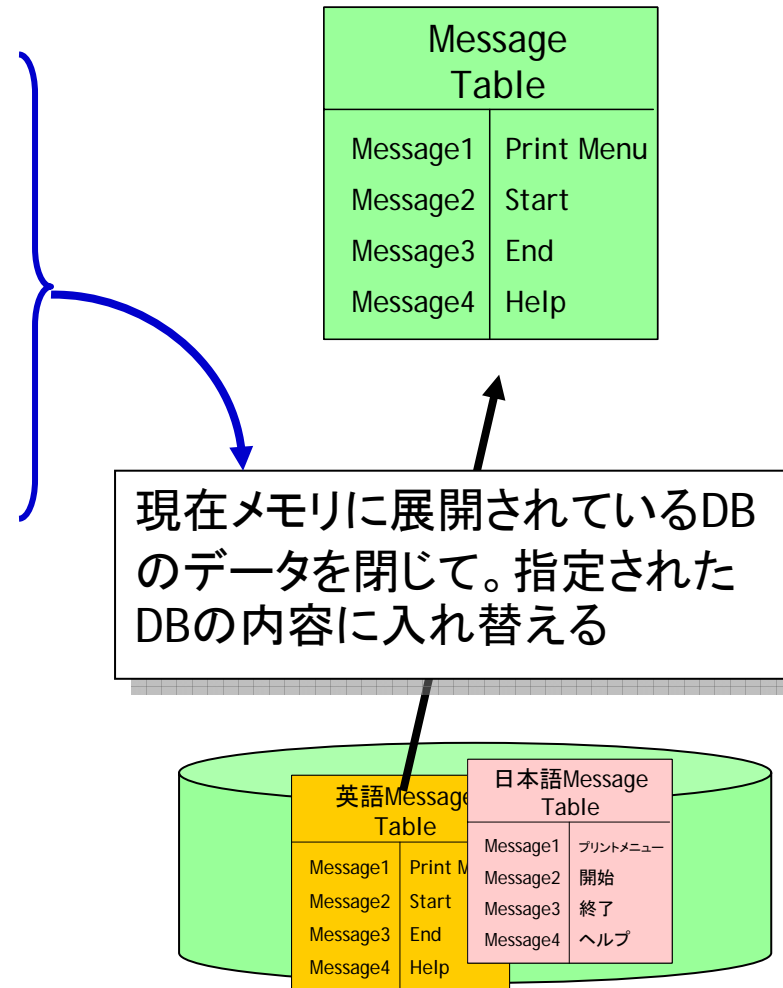 Message
Table
Message1 Print Menu
Message2 Start
Message3 End
Message4 Help
現在メモリに展開されているDB
のデータを閉じて。指定された
DBの内容に入れ替える
英語Message
Table
Message1 Print M
Message2 Start
Message3 End
Message4 Help
日本語Message
Table
Message1 プリントメニュー
Message2 開始
Message3 終了
Message4 ヘルプ